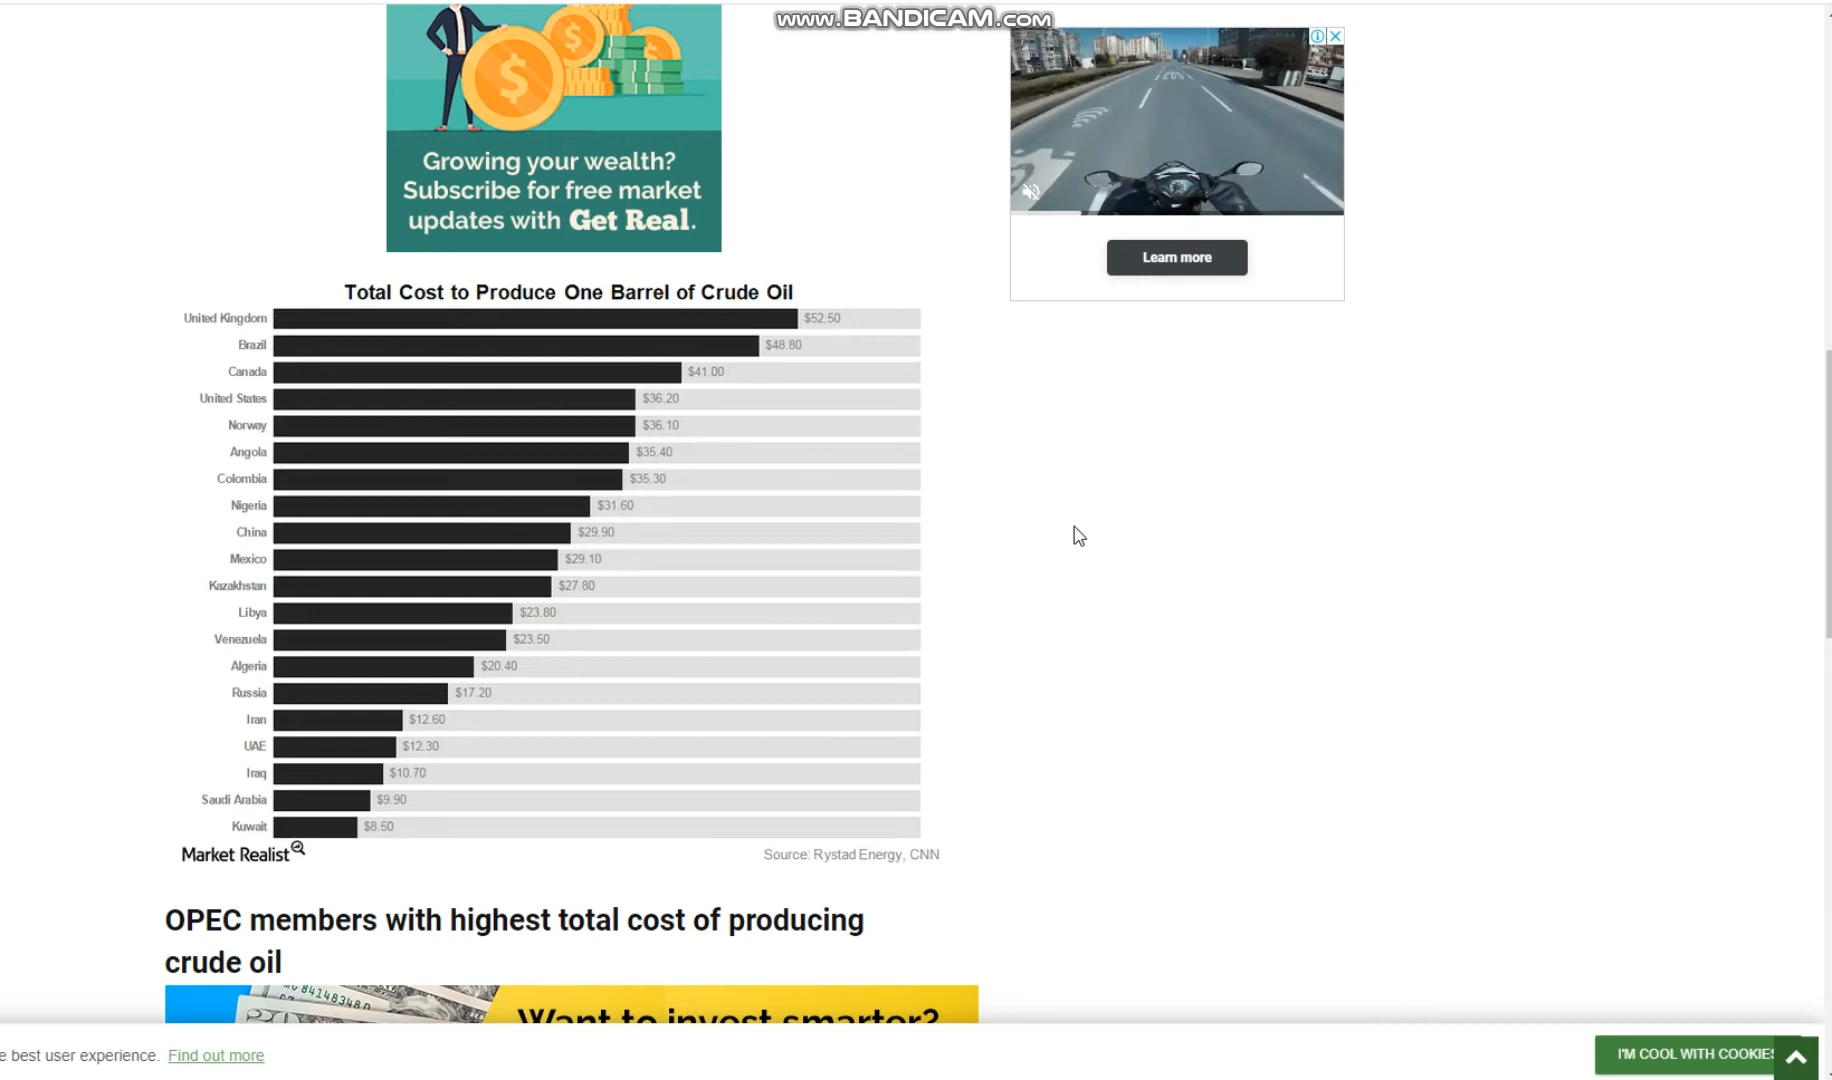 www.BANDICAM.com
Growing your wealth?
Subscribe for free market
updates with Get Real.
Learn more
Total Cost to Produce One Barrel of Crude Oil
United Kingdom $52.50
Brazil $48.80
Canada $41.00
United States $36.20
Norway $36.10
Angola $35.40
Colombia $35.30
Nigeria $31.60
China $29.90
Mexico $29.10
Kazakhstan $27.80
Libya $23.80
Venezuela $23.50
Algeria $20.40
Russia $17.20
Iran $12.60
UAE $12.30
Iraq $10.70
Saudi Arabia $9.90
Kuwait $8.50
Market Realist
Source: Rystad Energy, CNN
OPEC members with highest total cost of producing
crude oil
Want to invest smarter?
e best user experience. Find out more
I'M COOL WITH COOKIES